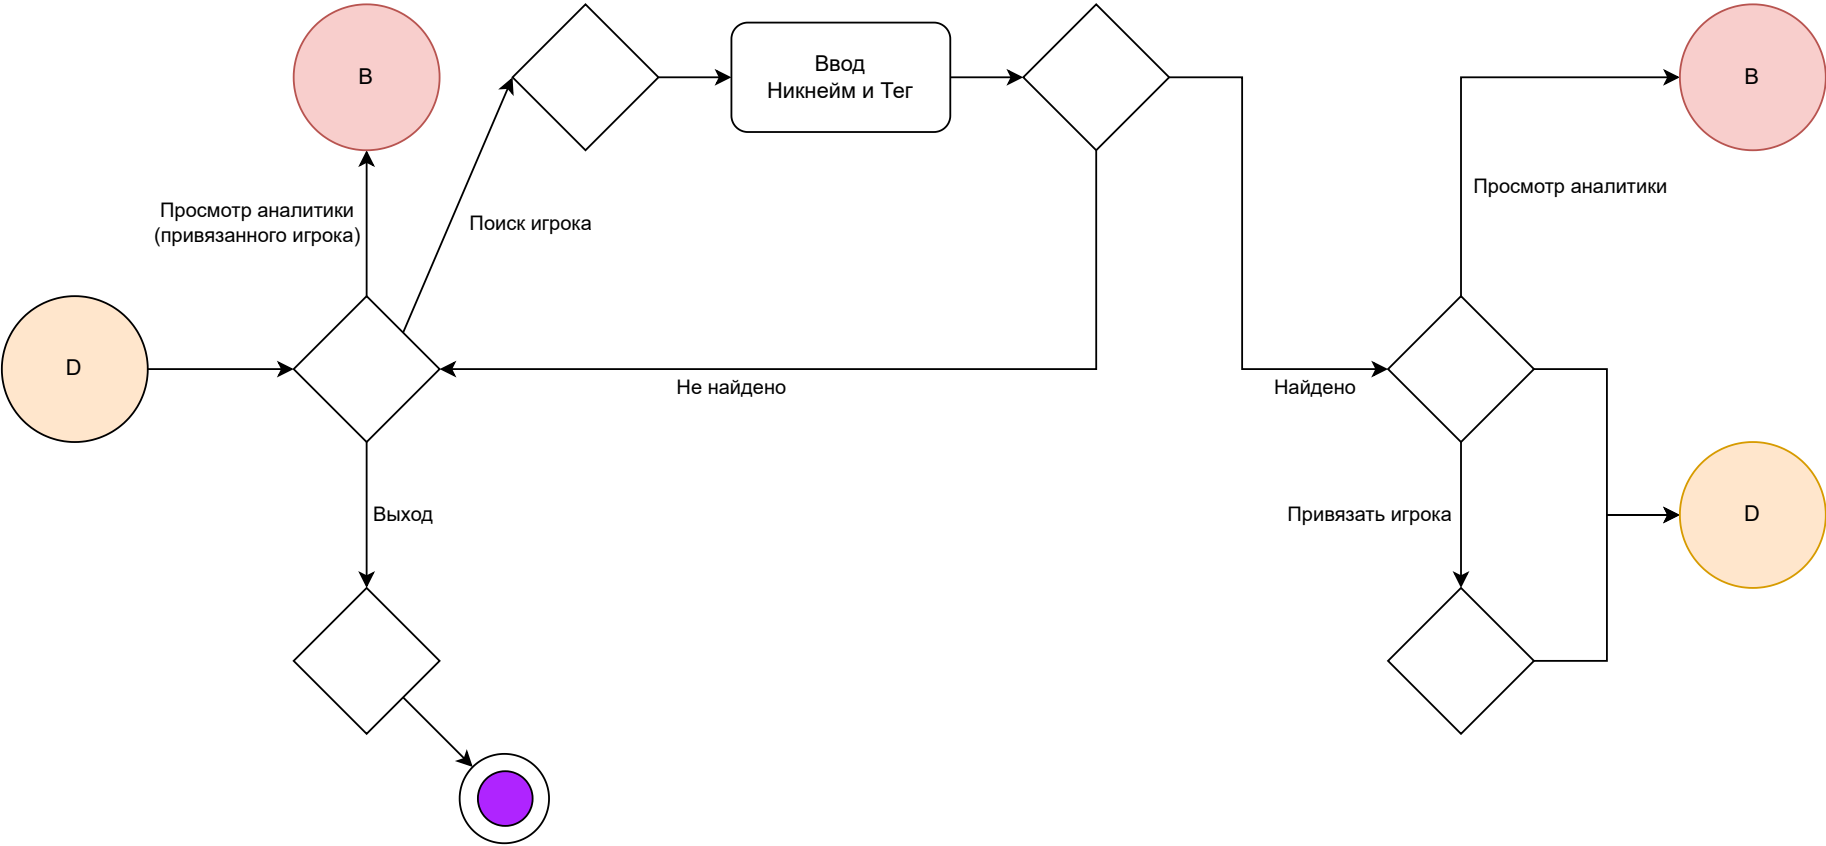 B
Ввод
Никнейм и Тег
B
Просмотр аналитики
Просмотр аналитики
(привязанного игрока)
Поиск игрока
D
Не найдено
Найдено
Выход
Привязать игрока
D